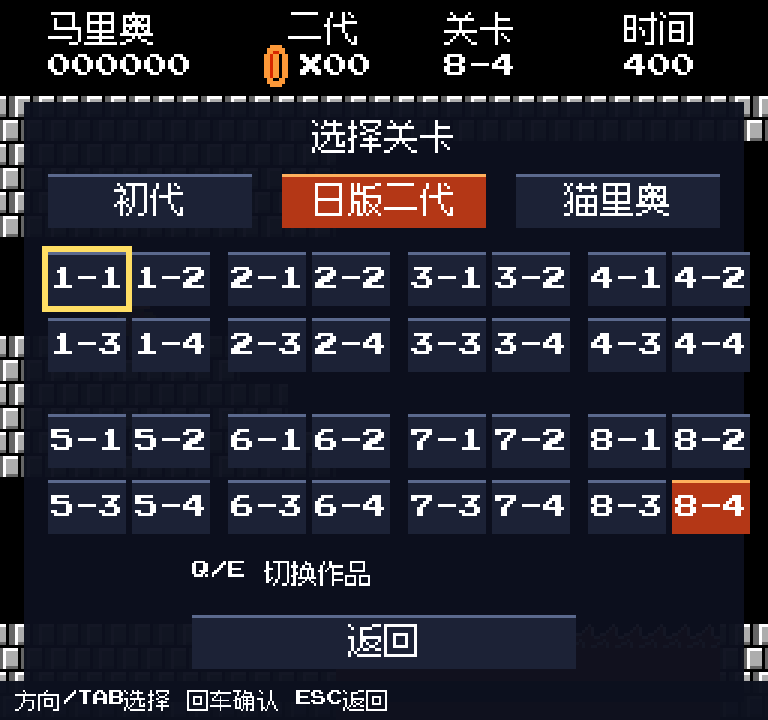 马里奥 二代 关卡 时间
000000 x00 8-4 400
选择关卡
初代 日版二代 猫里奥
1-1 1-2 2-1 2-2 3-1 3-2 4-1 4-2
1-3 1-4 2-3 2-4 3-3 3-4 4-3 4-4
5-1 5-2 6-1 6-2 7-1 7-2 8-1 8-2
5-3 5-4 6-3 6-4 7-3 7-4 8-3 8-4
Q/E 切换作品
返回
方向/TAB选择 回车确认 ESC返回